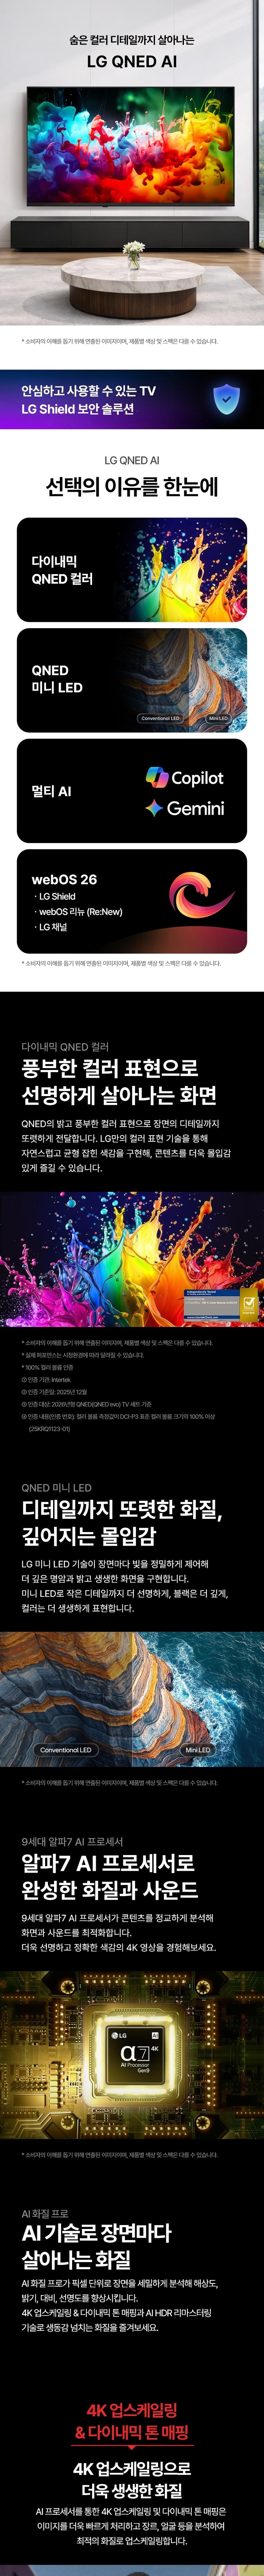 숨은 컬러 디테일까지 살아나는
LG QNED AI
* 소비자의 이해를 돕기 위해 연출된 이미지이며, 제품별 색상 및 스펙은 다를 수 있습니다.
안심하고 사용할 수 있는 TV
LG Shield 보안 솔루션
LG QNED AI
선택의 이유를 한눈에
다이내믹
QNED 컬러
QNED
미니 LED
Conventional LED
Mini LED
멀티 AI
Copilot
Gemini
webOS 26
· LG Shield
· webOS 리뉴 (Re:New)
· LG 채널
* 소비자의 이해를 돕기 위해 연출된 이미지이며, 제품별 색상 및 스펙은 다를 수 있습니다.
다이내믹 QNED 컬러
풍부한 컬러 표현으로
선명하게 살아나는 화면
QNED의 밝고 풍부한 컬러 표현으로 장면의 디테일까지
또렷하게 전달합니다. LG만의 컬러 표현 기술을 통해
자연스럽고 균형 잡힌 색감을 구현해, 콘텐츠를 더욱 몰입감
있게 즐길 수 있습니다.
* 소비자의 이해를 돕기 위해 연출된 이미지이며, 제품별 색상 및 스펙은 다를 수 있습니다.
* 실제 퍼포먼스는 시청환경에 따라 달라질 수 있습니다.
* 100% 컬러 볼륨 인증
① 인증 기관: Intertek
② 인증 기준일: 2025년 12월
③ 인증 대상: 2026년형 QNED(QNED evo) TV 세트 기준
④ 인증 내용(인증 번호): 컬러 볼륨 측정값이 DCI-P3 표준 컬러 볼륨 크기의 100% 이상
(25KRQ1123-01)
QNED 미니 LED
디테일까지 또렷한 화질,
깊어지는 몰입감
LG 미니 LED 기술이 장면마다 빛을 정밀하게 제어해
더 깊은 명암과 밝고 생생한 화면을 구현합니다.
미니 LED로 작은 디테일까지 더 선명하게, 블랙은 더 깊게,
컬러는 더 생생하게 표현합니다.
Conventional LED
Mini LED
* 소비자의 이해를 돕기 위해 연출된 이미지이며, 제품별 색상 및 스펙은 다를 수 있습니다.
9세대 알파7 AI 프로세서
알파7 AI 프로세서로
완성한 화질과 사운드
9세대 알파7 AI 프로세서가 콘텐츠를 정교하게 분석해
화면과 사운드를 최적화합니다.
더욱 선명하고 정확한 색감의 4K 영상을 경험해보세요.
LG AI
α7 4K
AI Processor
Gen9
* 소비자의 이해를 돕기 위해 연출된 이미지이며, 제품별 색상 및 스펙은 다를 수 있습니다.
AI 화질 프로
AI 기술로 장면마다
살아나는 화질
AI 화질 프로가 픽셀 단위로 장면을 세밀하게 분석해 해상도,
밝기, 대비, 선명도를 향상시킵니다.
4K 업스케일링 & 다이내믹 톤 매핑과 AI HDR 리마스터링
기술로 생동감 넘치는 화질을 즐겨보세요.
4K 업스케일링
& 다이내믹 톤 매핑
4K 업스케일링으로
더욱 생생한 화질
AI 프로세서를 통한 4K 업스케일링 및 다이내믹 톤 매핑은
이미지를 더욱 빠르게 처리하고 장르, 얼굴 등을 분석하여
최적의 화질로 업스케일링합니다.